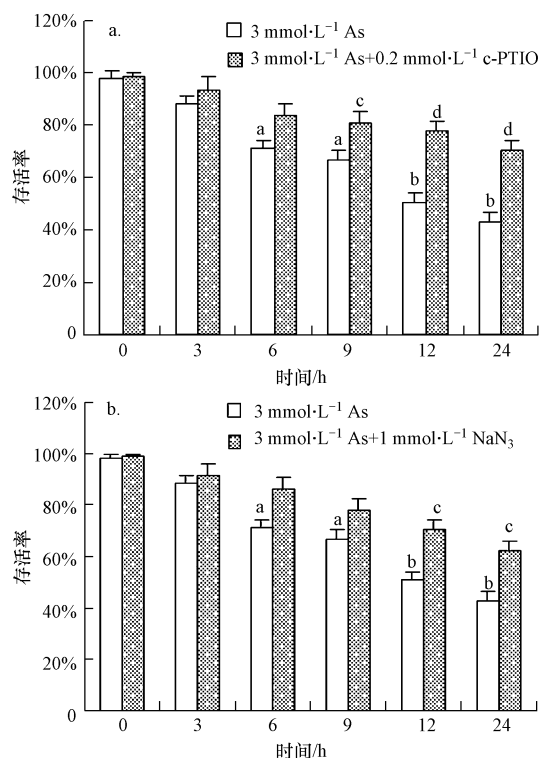 120%
a.
3 mmol·L⁻¹ As
3 mmol·L⁻¹ As+0.2 mmol·L⁻¹ c-PTIO
100%
80%
60%
40%
20%
0
存活率
a
a
c
b
d
b
d
0
3
6
9
12
24
时间/h
120%
b.
3 mmol·L⁻¹ As
3 mmol·L⁻¹ As+1 mmol·L⁻¹ NaN₃
100%
80%
60%
40%
20%
0
存活率
a
a
b
c
b
c
0
3
6
9
12
24
时间/h